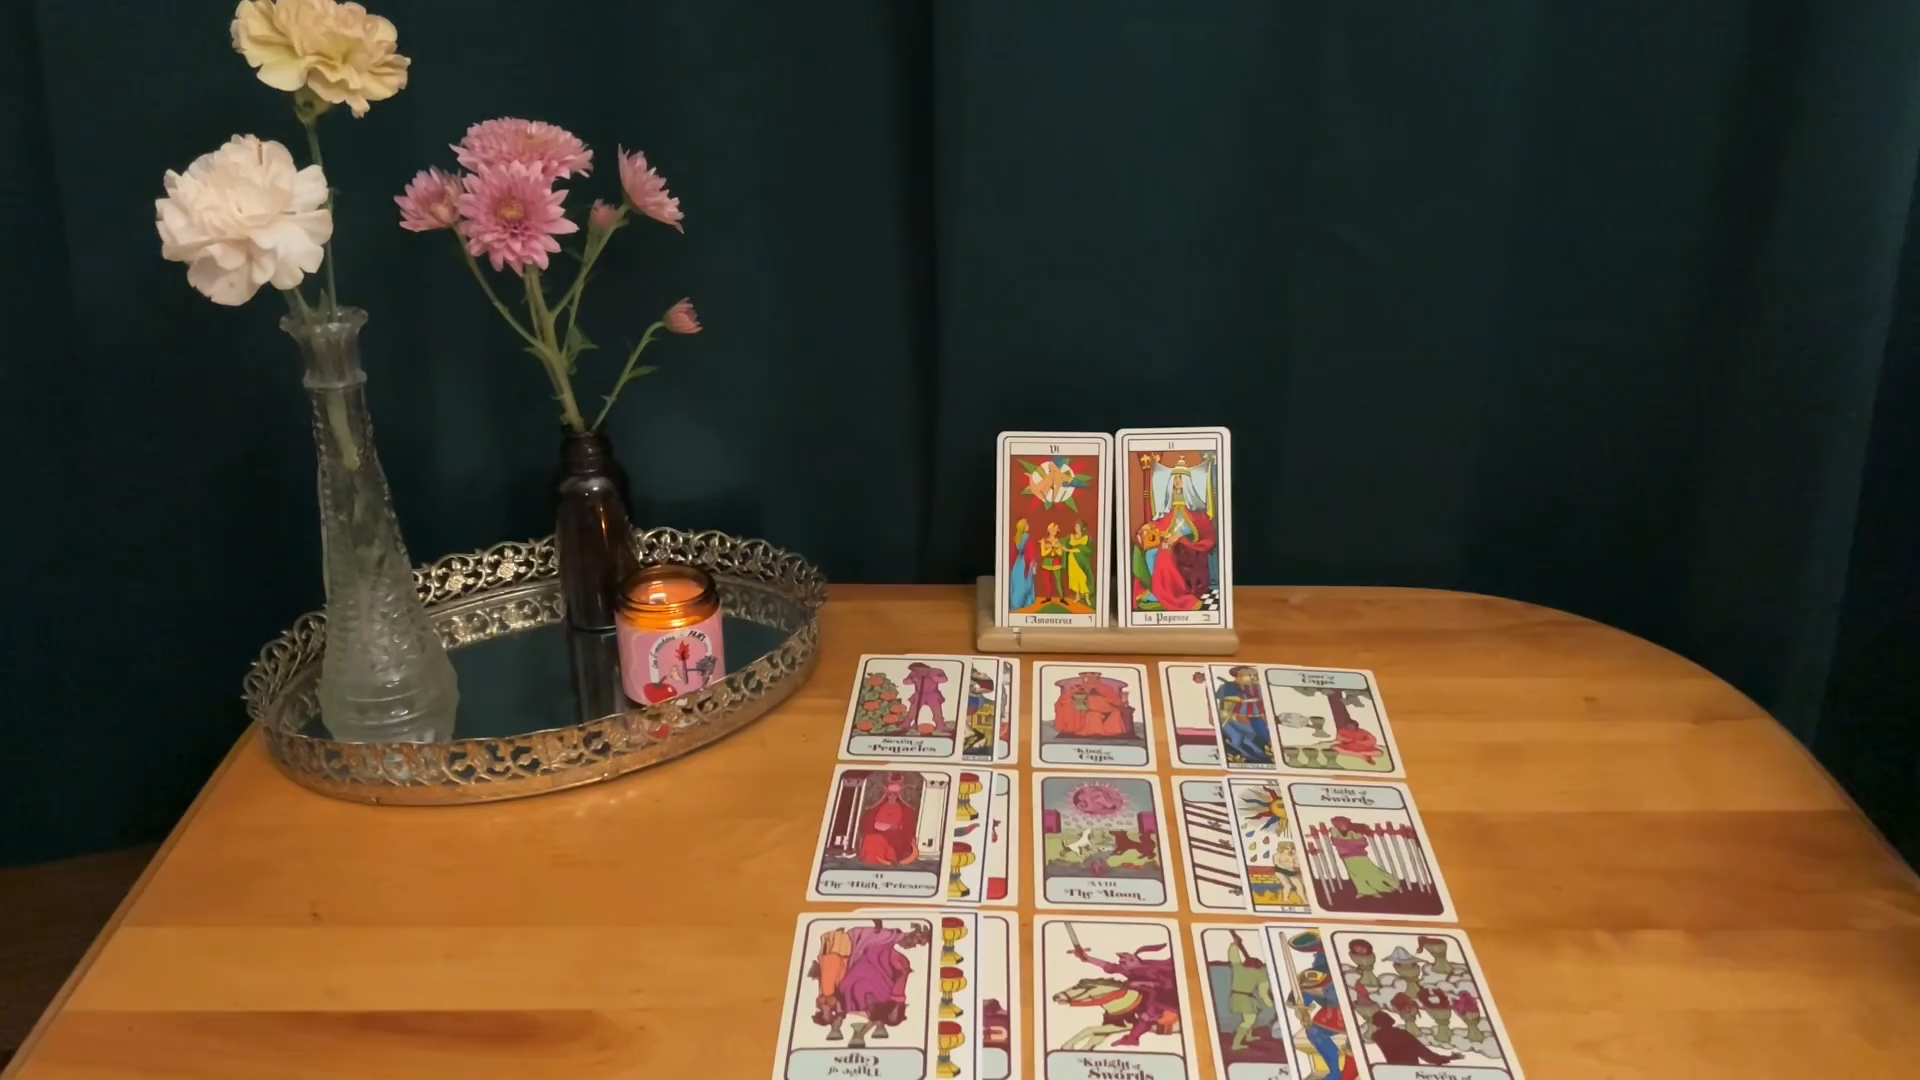 VI
II
l'Amoureux
la Papesse
Seven of
Pentacles
King of
Cups
Four of
Cups
II
The High Priestess
XVIII
The Moon
Eight of
Swords
Three of
Cups
Knight of
Swords
Seven of